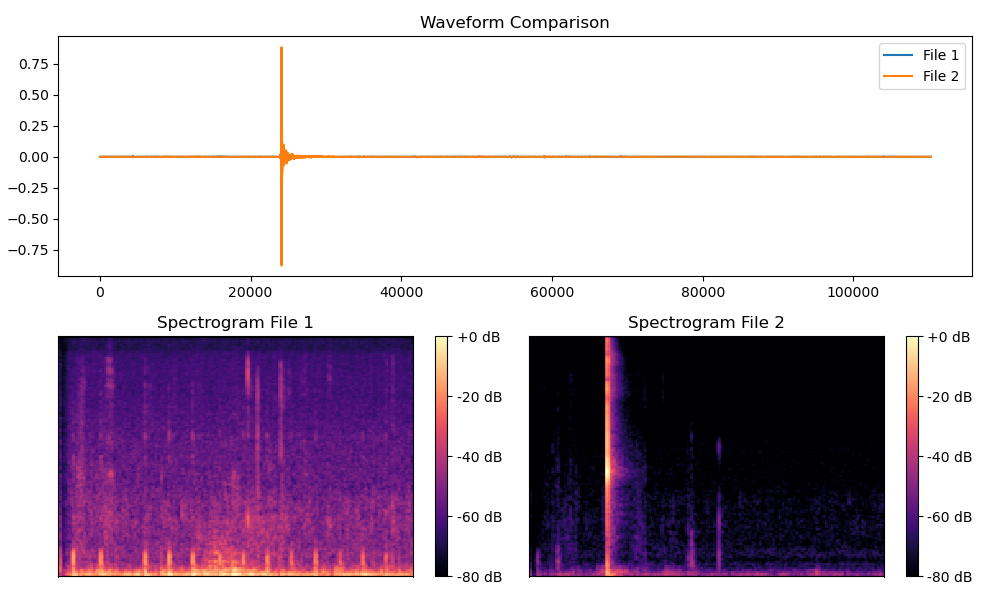 Waveform Comparison
0.75
0.50
0.25
0.00
−0.25
−0.50
−0.75
File 1
File 2
0 20000 40000 60000 80000 100000
Spectrogram File 1
+0 dB
-20 dB
-40 dB
-60 dB
-80 dB
Spectrogram File 2
+0 dB
-20 dB
-40 dB
-60 dB
-80 dB